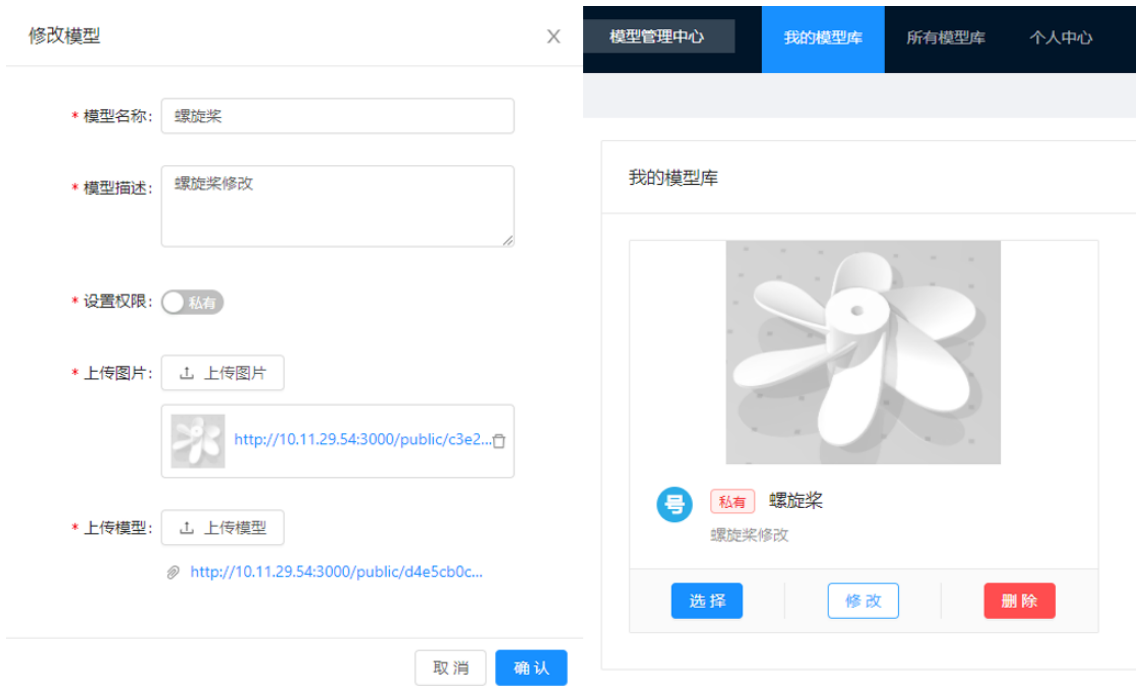 修改模型
* 模型名称: 螺旋桨
* 模型描述: 螺旋桨修改
* 设置权限: 私有
* 上传图片: 上传图片
http://10.11.29.54:3000/public/c3e2...
* 上传模型: 上传模型
http://10.11.29.54:3000/public/d4e5cb0c...
取消 确认
模型管理中心 我的模型库 所有模型库 个人中心
我的模型库
号 私有 螺旋桨
螺旋桨修改
选择 修改 删除